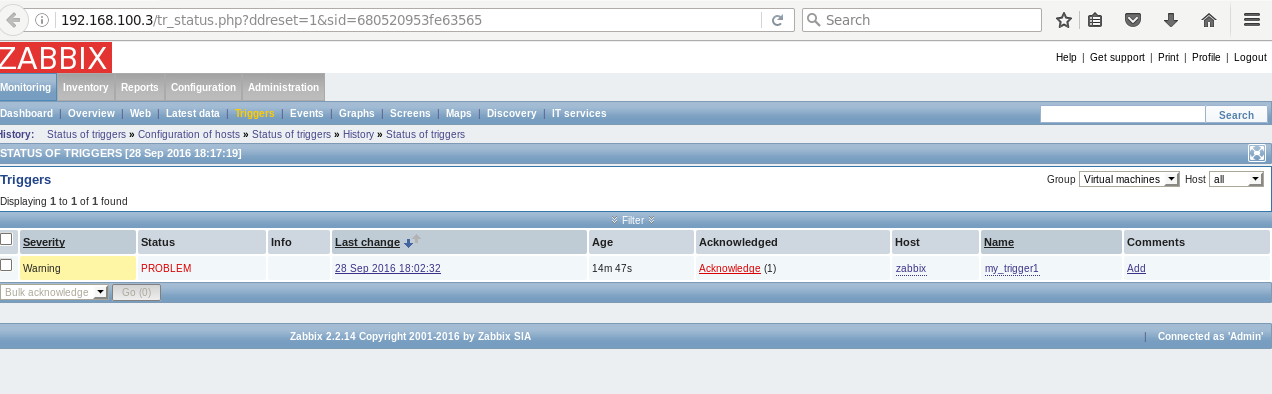 192.168.100.3/tr_status.php?ddreset=1&sid=680520953fe63565 Search
ZABBIX
Help | Get support | Print | Profile | Logout
Monitoring Inventory Reports Configuration Administration
Dashboard | Overview | Web | Latest data | Triggers | Events | Graphs | Screens | Maps | Discovery | IT services Search
History: Status of triggers » Configuration of hosts » Status of triggers » History » Status of triggers
STATUS OF TRIGGERS [28 Sep 2016 18:17:19]
Triggers Group Virtual machines Host all
Displaying 1 to 1 of 1 found
Filter
Severity Status Info Last change Age Acknowledged Host Name Comments
Warning PROBLEM 28 Sep 2016 18:02:32 14m 47s Acknowledge (1) zabbix my_trigger1 Add
Bulk acknowledge Go (0)
Zabbix 2.2.14 Copyright 2001-2016 by Zabbix SIA | Connected as 'Admin'